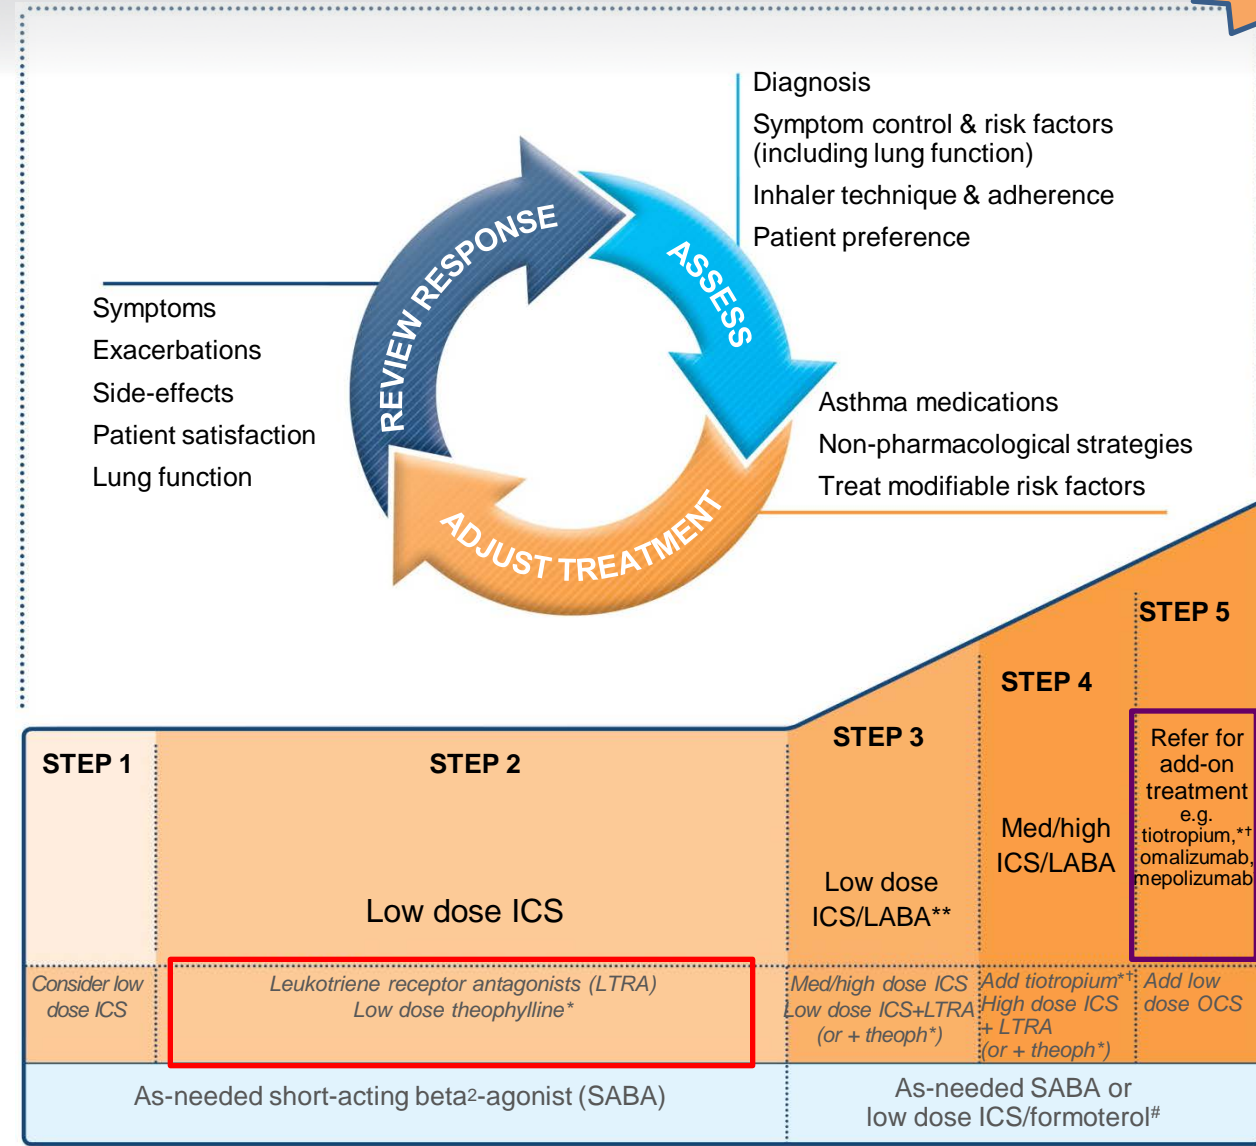 Diagnosis
Symptom control & risk factors
(including lung function)
Inhaler technique & adherence
Patient preference
REVIEW RESPONSE
ASSESS
ADJUST TREATMENT
Symptoms
Exacerbations
Side-effects
Patient satisfaction
Lung function
Asthma medications
Non-pharmacological strategies
Treat modifiable risk factors
STEP 1
Consider low
dose ICS
STEP 2
Low dose ICS
Leukotriene receptor antagonists (LTRA)
Low dose theophylline*
STEP 3
Low dose
ICS/LABA**
Med/high dose ICS
Low dose ICS+LTRA
(or + theoph*)
STEP 4
Med/high
ICS/LABA
Add tiotropium*†
High dose ICS
+ LTRA
(or + theoph*)
STEP 5
Refer for
add-on
treatment
e.g.
tiotropium,*†
omalizumab,
mepolizumab
Add low
dose OCS
As-needed short-acting beta2-agonist (SABA)
As-needed SABA or
low dose ICS/formoterol#